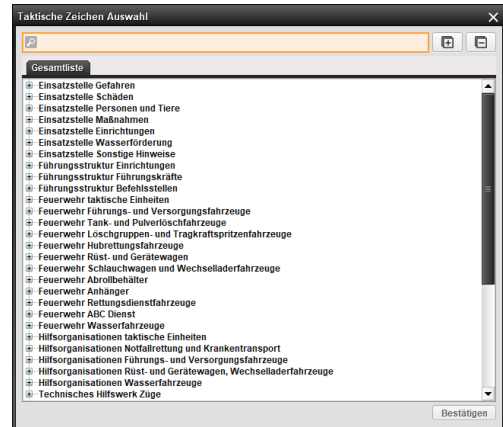 Taktische Zeichen Auswahl
Gesamtliste
Einsatzstelle Gefahren
Einsatzstelle Schäden
Einsatzstelle Personen und Tiere
Einsatzstelle Maßnahmen
Einsatzstelle Einrichtungen
Einsatzstelle Wasserförderung
Einsatzstelle Sonstige Hinweise
Führungsstruktur Einrichtungen
Führungsstruktur Führungskräfte
Führungsstruktur Befehlsstellen
Feuerwehr taktische Einheiten
Feuerwehr Führungs- und Versorgungsfahrzeuge
Feuerwehr Tank- und Pulverlöschfahrzeug
Feuerwehr Löschgruppen- und Tragkraftspritzenfahrzeuge
Feuerwehr Hubrettungsfahrzeuge
Feuerwehr Rüst- und Gerätewagen
Feuerwehr Schlauchwagen und Wechselladerfahrzeuge
Feuerwehr Abrollbehälter
Feuerwehr Anhänger
Feuerwehr Rettungsdienstfahrzeuge
Feuerwehr ABC Dienst
Feuerwehr Wasserfahrzeuge
Hilfsorganisationen taktische Einheiten
Hilfsorganisationen Notfallrettung und Krankentransport
Hilfsorganisationen Führungs- und Versorgungsfahrzeuge
Hilfsorganisationen Rüst- und Gerätewagen, Wechselladerfahrzeuge
Hilfsorganisationen Wasserfahrzeuge
Technisches Hilfswerk Züge
Bestätigen